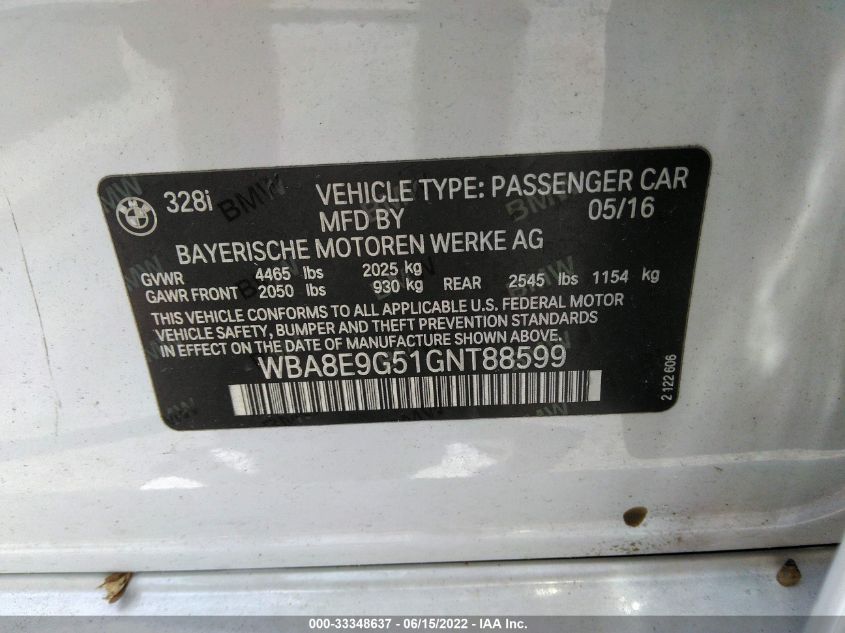 328i VEHICLE TYPE: PASSENGER CAR
MFD BY 05/16
BAYERISCHE MOTOREN WERKE AG
GVWR 4465 lbs 2025 kg
GAWR FRONT 2050 lbs 930 kg REAR 2545 lbs 1154 kg
THIS VEHICLE CONFORMS TO ALL APPLICABLE U.S. FEDERAL MOTOR
VEHICLE SAFETY, BUMPER AND THEFT PREVENTION STANDARDS
IN EFFECT ON THE DATE OF MANUFACTURE SHOWN ABOVE.
WBA8E9G51GNT88599
2 122 606
BMW
000-33348637 - 06/15/2022 - IAA Inc.